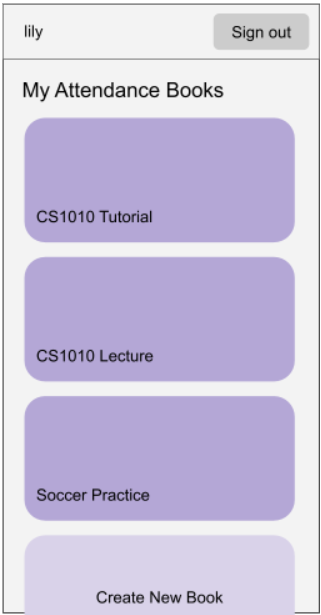 lily
Sign out
My Attendance Books
CS1010 Tutorial
CS1010 Lecture
Soccer Practice
Create New Book